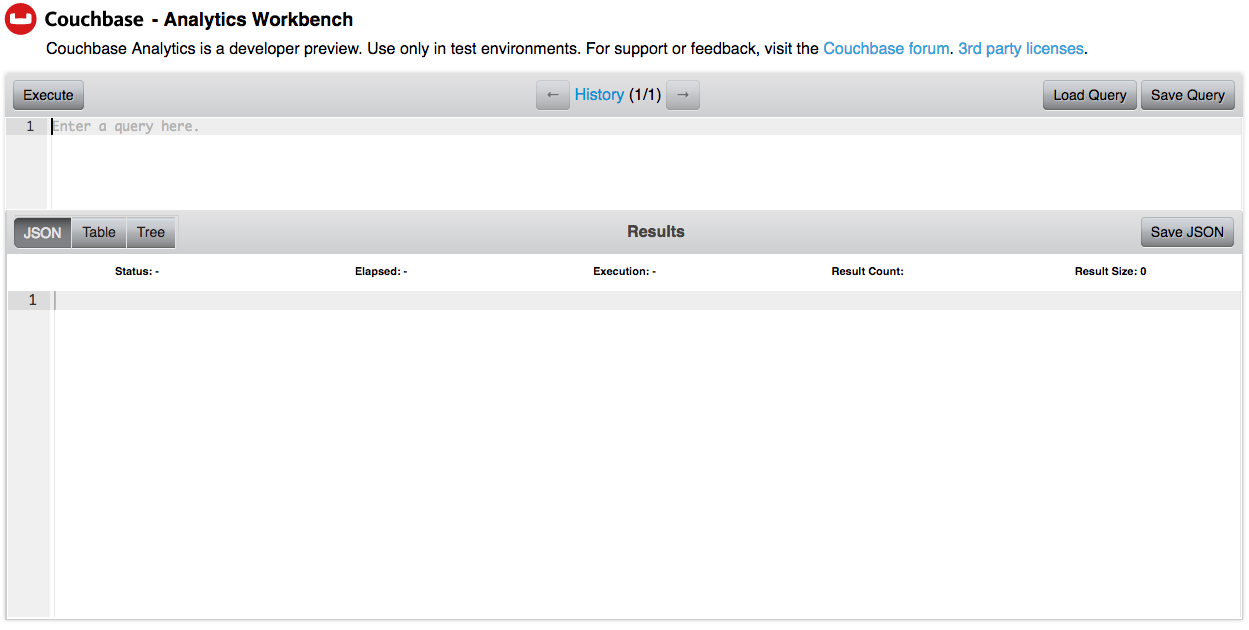 Couchbase - Analytics Workbench
Couchbase Analytics is a developer preview. Use only in test environments. For support or feedback, visit the Couchbase forum. 3rd party licenses.
Execute ← History (1/1) → Load Query Save Query
1 Enter a query here.
JSON Table Tree Results Save JSON
Status: - Elapsed: - Execution: - Result Count: Result Size: 0
1